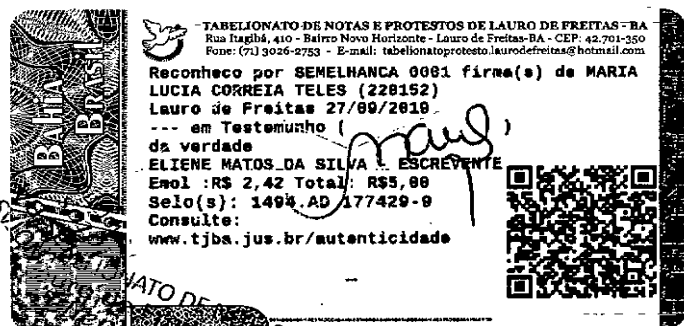 TABELIONATO DE NOTAS E PROTESTOS DE LAURO DE FREITAS - BA
Rua Itagibá, 410 - Bairro Novo Horizonte - Lauro de Freitas-BA - CEP: 42.701-350
Fone: (71) 3026-2753 - E-mail: tabelionatoprotesto.laurodefreitas@hotmail.com
Reconheco por SEMELHANCA 0001 firma(s) de MARIA
LUCIA CORREIA TELES (220152)
Lauro de Freitas 27/09/2019
--- em Testemunho ( )
da verdade
ELIENE MATOS DA SILVA - ESCREVENTE
Emol :R$ 2,42 Total: R$5,00
Selo(s): 1494.AD 177429-9
Consulte:
www.tjba.jus.br/autenticidade
BAHIA
BRASIL
NATO DE